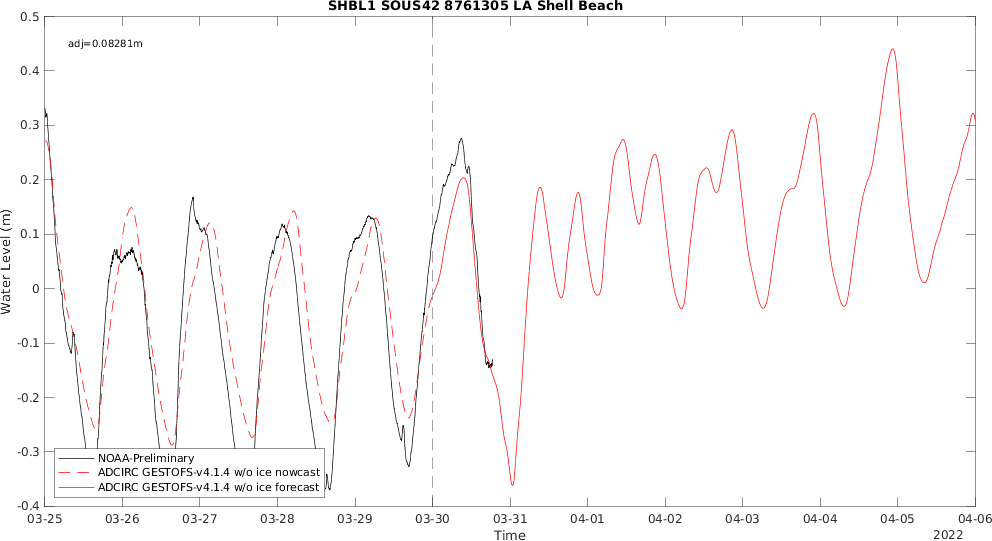 SHBL1 SOUS42 8761305 LA Shell Beach
adj=0.08281m
Water Level (m)
0.5
0.4
0.3
0.2
0.1
0
-0.1
-0.2
-0.3
-0.4
NOAA-Preliminary
ADCIRC GESTOFS-v4.1.4 w/o ice nowcast
ADCIRC GESTOFS-v4.1.4 w/o ice forecast
03-25 03-26 03-27 03-28 03-29 03-30 03-31 04-01 04-02 04-03 04-04 04-05 04-06
Time
2022